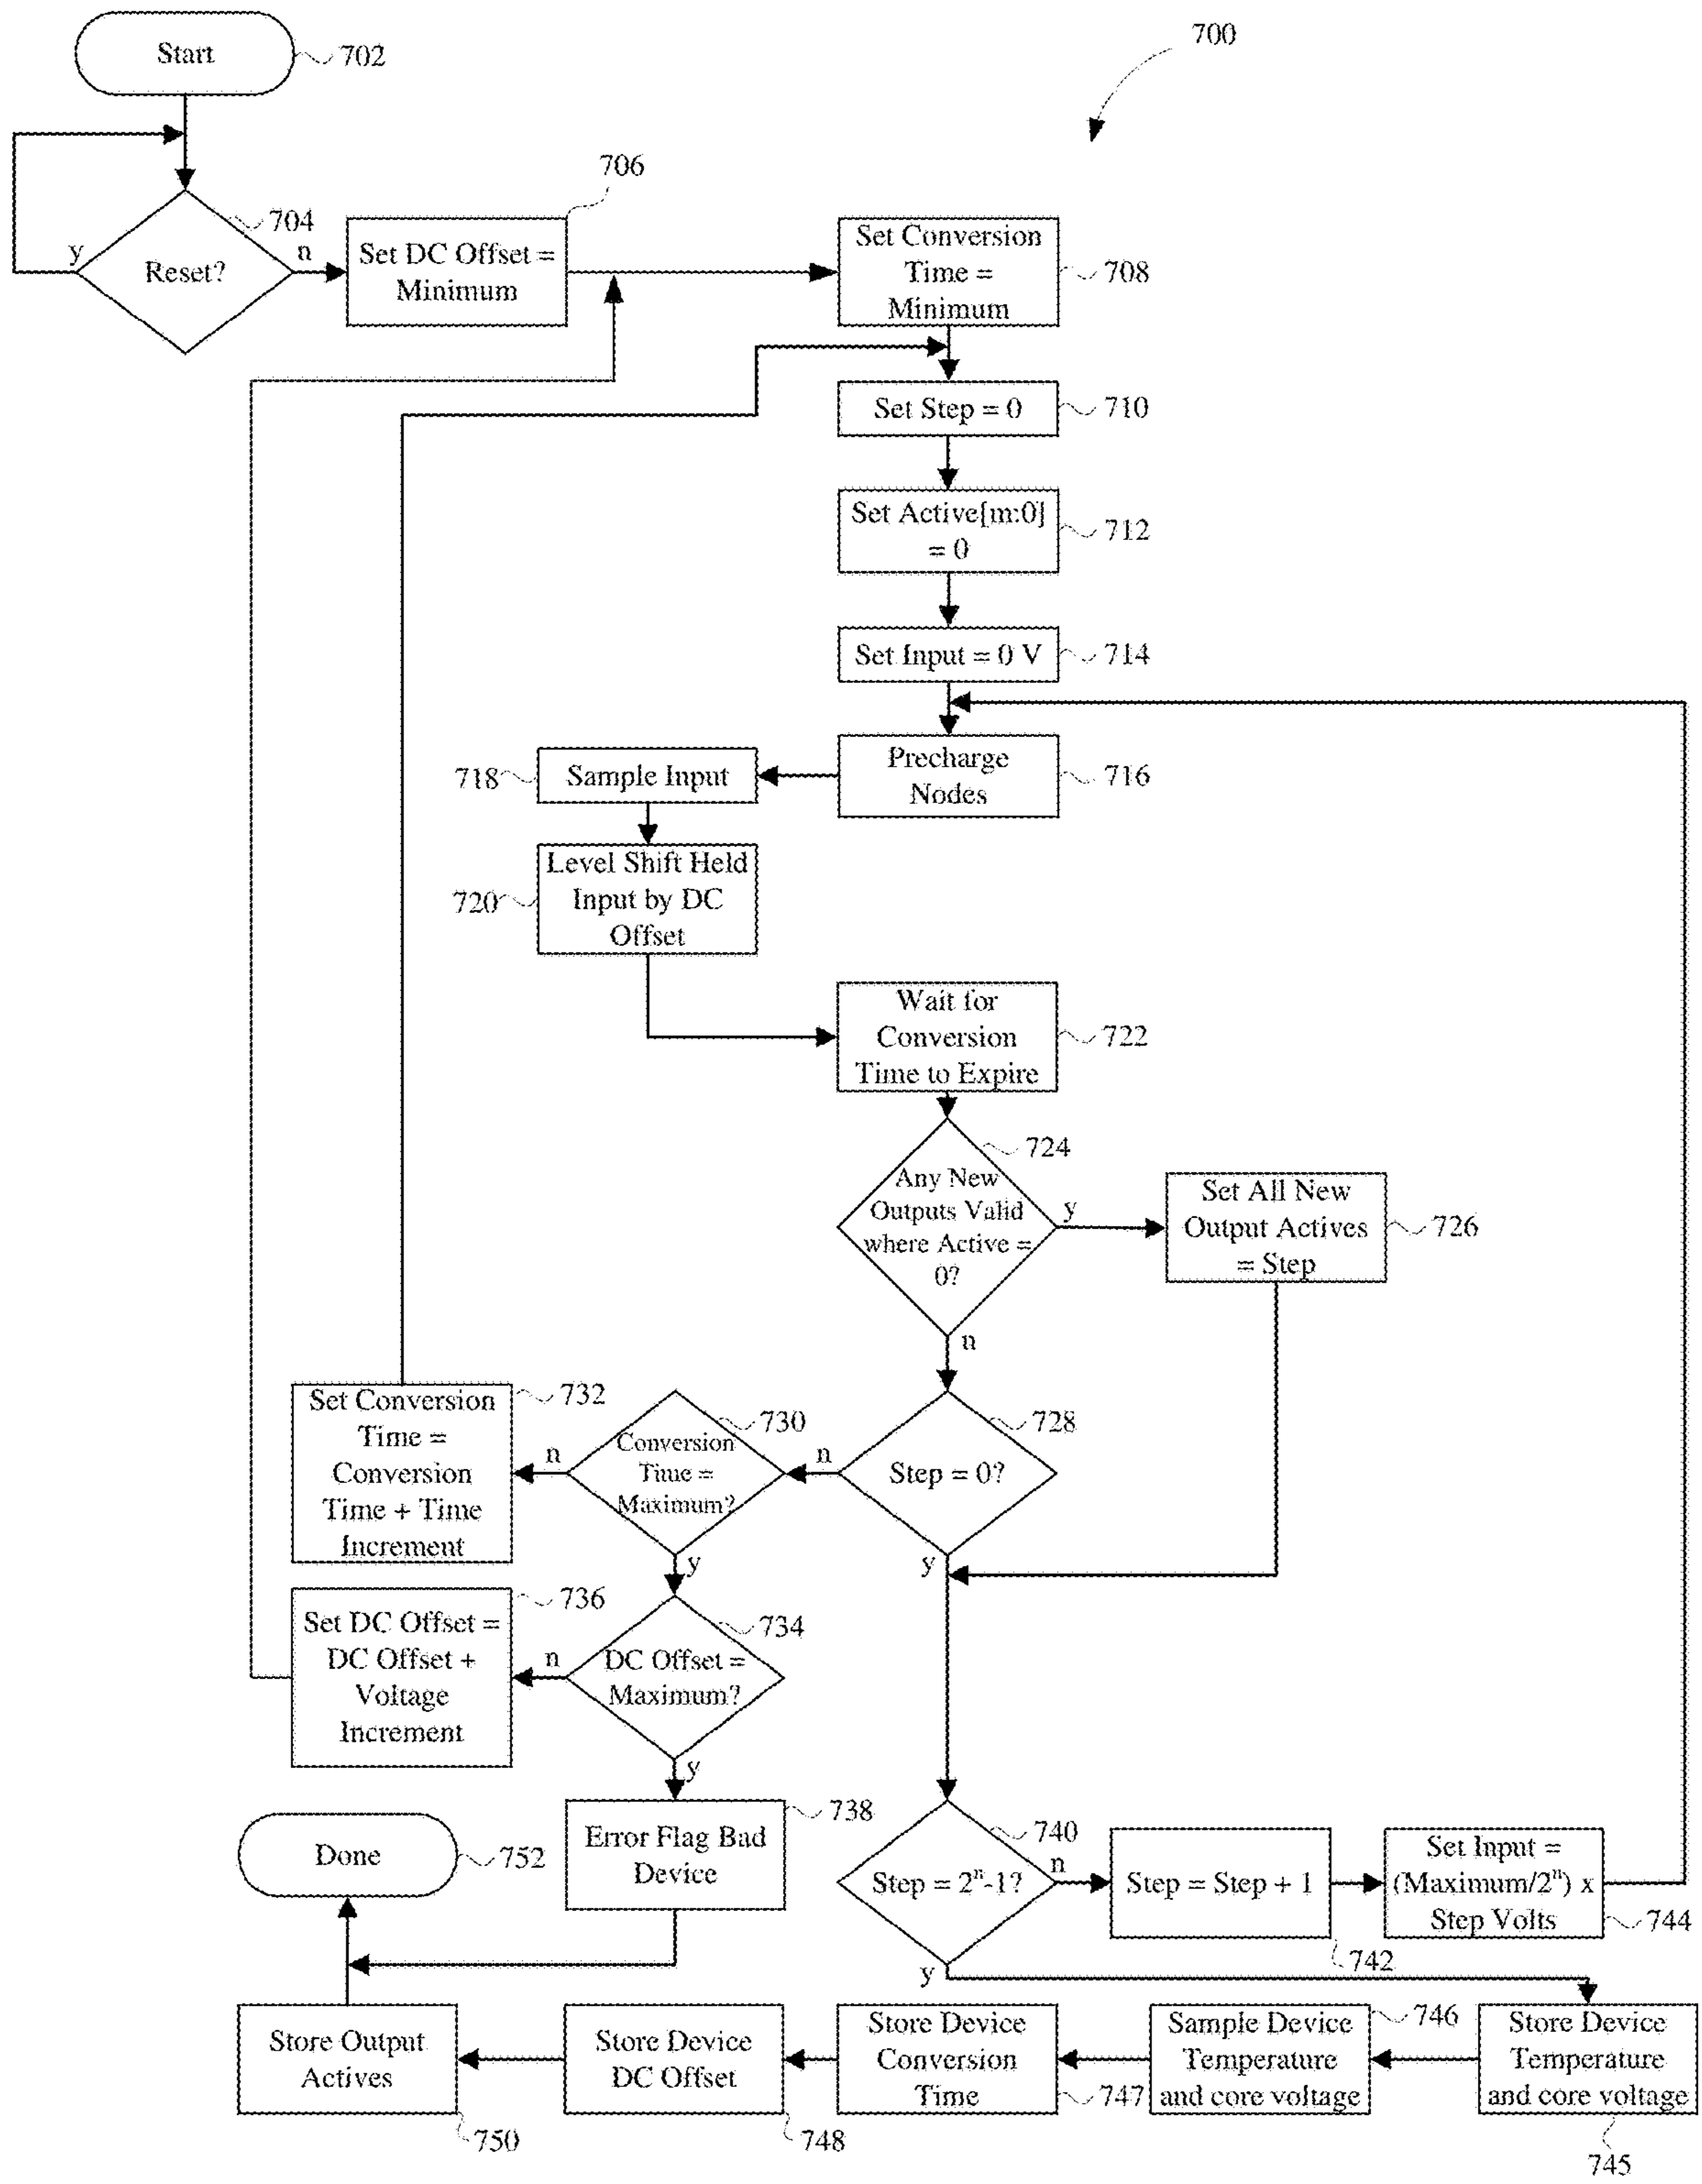 700
Start
702
704
y
n
Reset?
706
Set DC Offset =
Minimum
Set Conversion
Time =
Minimum
708
Set Step = 0
710
Set Active[m:0]
= 0
712
Set Input = 0 V
714
Precharge
Nodes
716
718
Sample Input
Level Shift Held
Input by DC
Offset
720
Wait for
Conversion
Time to Expire
722
724
Any New
Outputs Valid
where Active =
0?
y
n
Set All New
Output Actives
= Step
726
728
Step = 0?
n
y
730
Conversion
Time =
Maximum?
n
y
732
Set Conversion
Time =
Conversion
Time + Time
Increment
734
DC Offset =
Maximum?
n
y
736
Set DC Offset =
DC Offset +
Voltage
Increment
738
Error Flag Bad
Device
Done
752
740
Step = 2ⁿ-1?
n
y
Step = Step + 1
742
Set Input =
(Maximum/2ⁿ) x
Step Volts
744
Store Device
Temperature
and core voltage
745
746
Sample Device
Temperature
and core voltage
Store Device
Conversion
Time
747
Store Device
DC Offset
748
Store Output
Actives
750